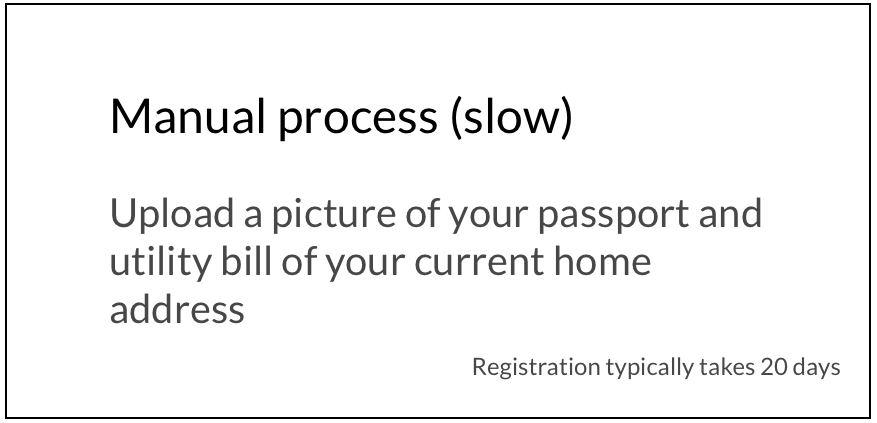 Manual process (slow)
Upload a picture of your passport and
utility bill of your current home
address
Registration typically takes 20 days